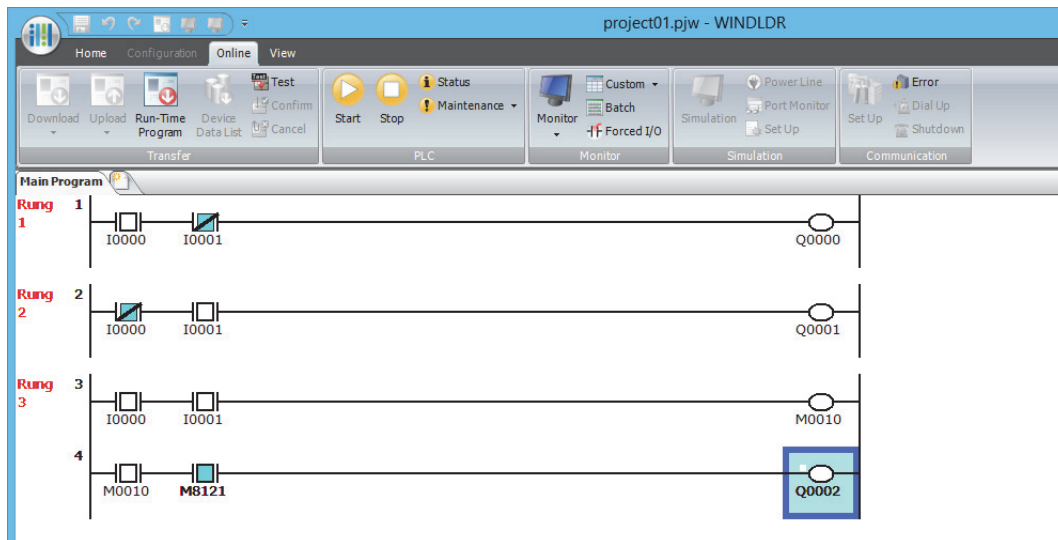 project01.pjw - WINDLDR
Home Configuration Online View
Download
Upload
Run-Time Program
Device Data List
Test
Confirm
Cancel
Transfer
Start
Stop
Status
Maintenance
PLC
Monitor
Custom
Batch
Forced I/O
Monitor
Simulation
Power Line
Port Monitor
Set Up
Simulation
Set Up
Error
Dial Up
Shutdown
Communication
Main Program
Rung 1
1
I0000 I0001 Q0000
Rung 2
2
I0000 I0001 Q0001
Rung 3
3
I0000 I0001 M0010
4
M0010 M8121 Q0002